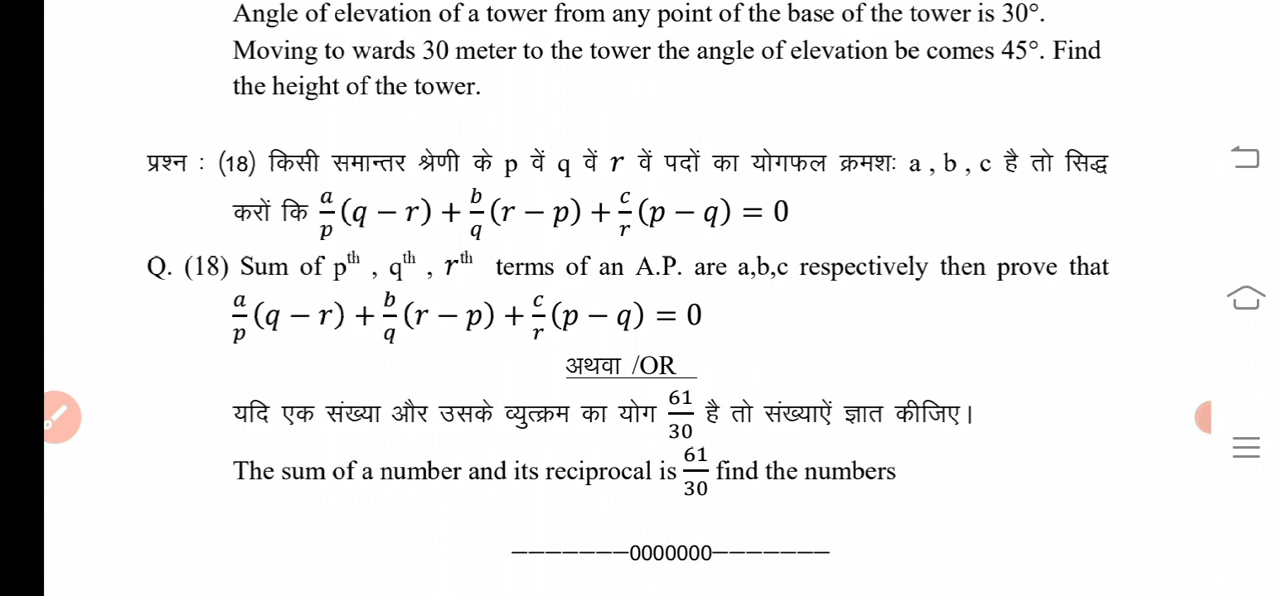 Angle of elevation of a tower from any point of the base of the tower is 30°.
Moving to wards 30 meter to the tower the angle of elevation be comes 45°. Find
the height of the tower.
प्रश्न : (18) किसी समान्तर श्रेणी के p वें q वें r वें पदों का योगफल क्रमशः a , b , c है तो सिद्ध
करों कि a/p (q − r) + b/q (r − p) + c/r (p − q) = 0
Q. (18) Sum of pᵗʰ , qᵗʰ , rᵗʰ terms of an A.P. are a,b,c respectively then prove that
a/p (q − r) + b/q (r − p) + c/r (p − q) = 0
अथवा /OR
यदि एक संख्या और उसके व्युत्क्रम का योग 61/30 है तो संख्याऐं ज्ञात कीजिए।
The sum of a number and its reciprocal is 61/30 find the numbers
———————0000000———————